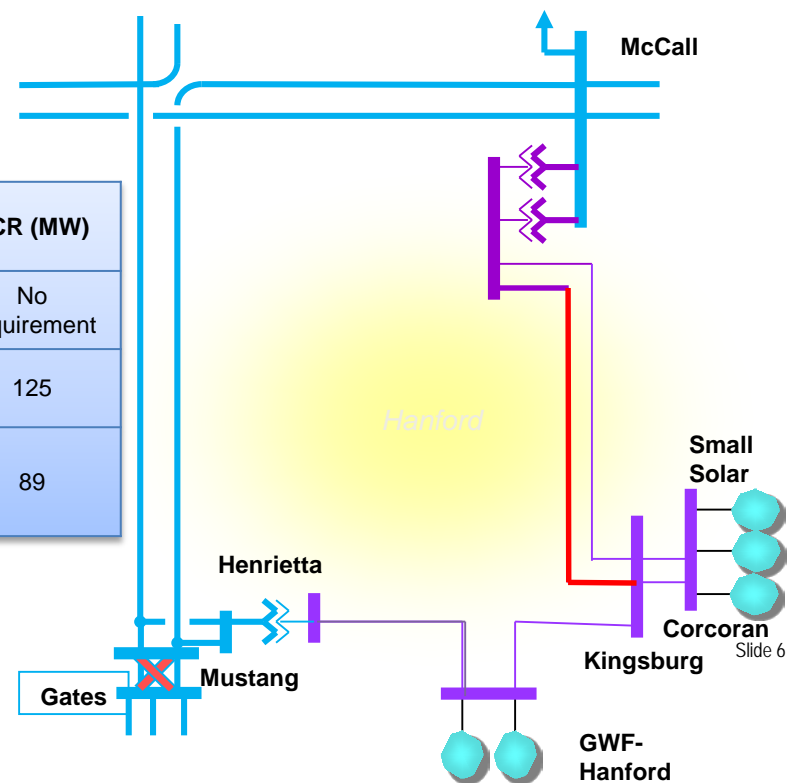 McCall
CR (MW)
No
quirement
125
89
Hanford
Small
Solar
Henrietta
Corcoran
Slide 6
Kingsburg
Mustang
Gates
GWF-
Hanford